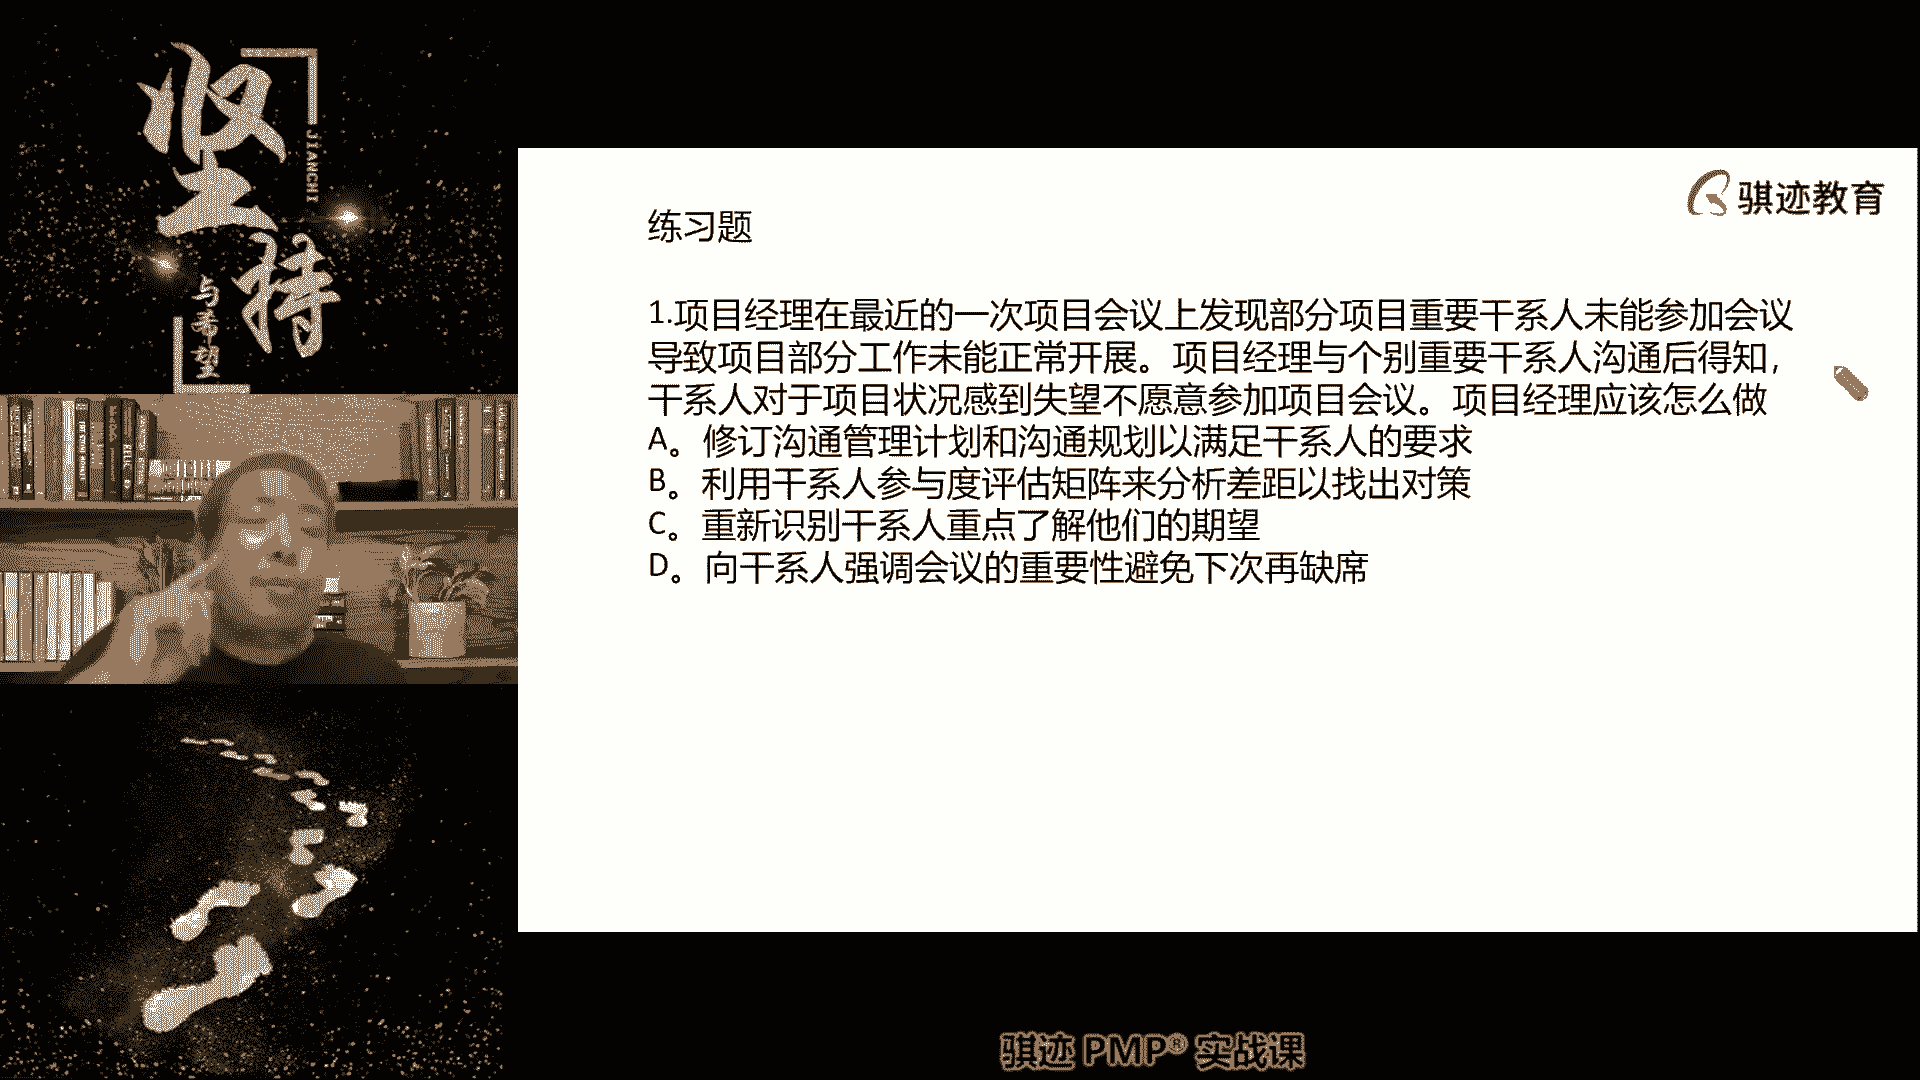 坚持
JIANCHI
与希望
骐迹教育
练习题
1.项目经理在最近的一次项目会议上发现部分项目重要干系人未能参加会议
导致项目部分工作未能正常开展。项目经理与个别重要干系人沟通后得知，
干系人对于项目状况感到失望不愿意参加项目会议。项目经理应该怎么做
A。修订沟通管理计划和沟通规划以满足干系人的要求
B。利用干系人参与度评估矩阵来分析差距以找出对策
C。重新识别干系人重点了解他们的期望
D。向干系人强调会议的重要性避免下次再缺席
骐迹 PMP® 实战课